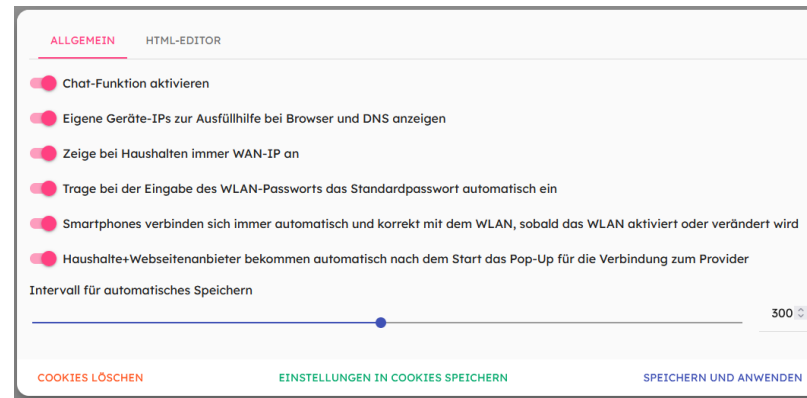 ALLGEMEIN HTML-EDITOR
Chat-Funktion aktivieren
Eigene Geräte-IPs zur Ausfüllhilfe bei Browser und DNS anzeigen
Zeige bei Haushalten immer WAN-IP an
Trage bei der Eingabe des WLAN-Passworts das Standardpasswort automatisch ein
Smartphones verbinden sich immer automatisch und korrekt mit dem WLAN, sobald das WLAN aktiviert oder verändert wird
Haushalte+Webseitenanbieter bekommen automatisch nach dem Start das Pop-Up für die Verbindung zum Provider
Intervall für automatisches Speichern
300
COOKIES LÖSCHEN EINSTELLUNGEN IN COOKIES SPEICHERN SPEICHERN UND ANWENDEN